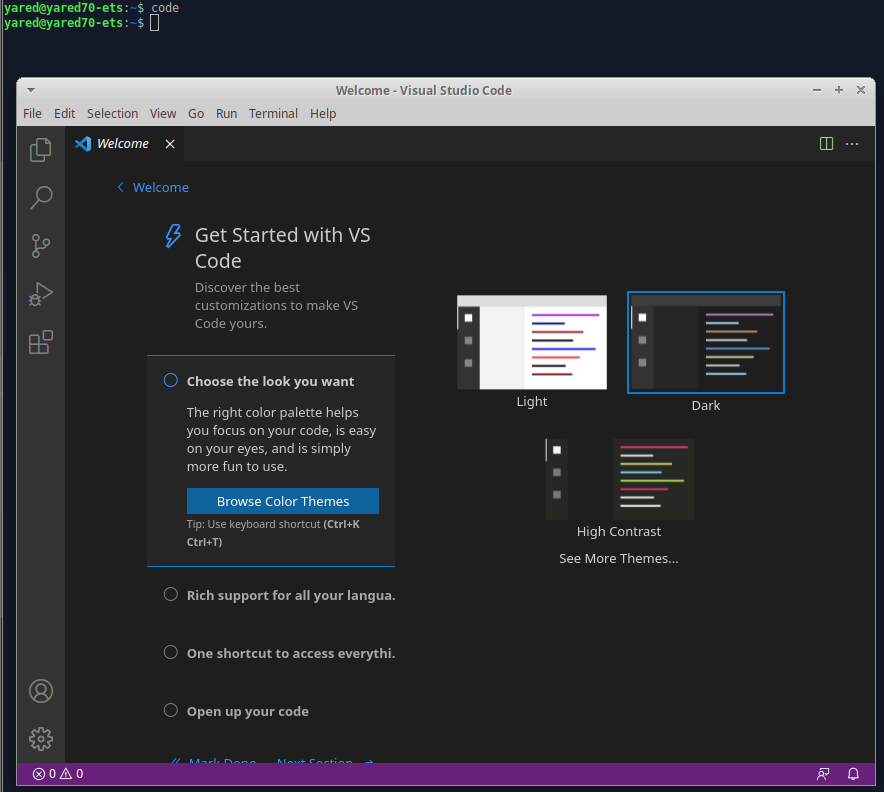 yared@yared70-ets:~$ code
yared@yared70-ets:~$
Welcome - Visual Studio Code
File Edit Selection View Go Run Terminal Help
Welcome
Welcome
Get Started with VS
Code
Discover the best
customizations to make VS
Code yours.
Choose the look you want
The right color palette helps
you focus on your code, is easy
on your eyes, and is simply
more fun to use.
Browse Color Themes
Tip: Use keyboard shortcut (Ctrl+K
Ctrl+T)
Light
Dark
High Contrast
See More Themes...
Rich support for all your langua.
One shortcut to access everythi.
Open up your code
Mark Done Next Section
0 0